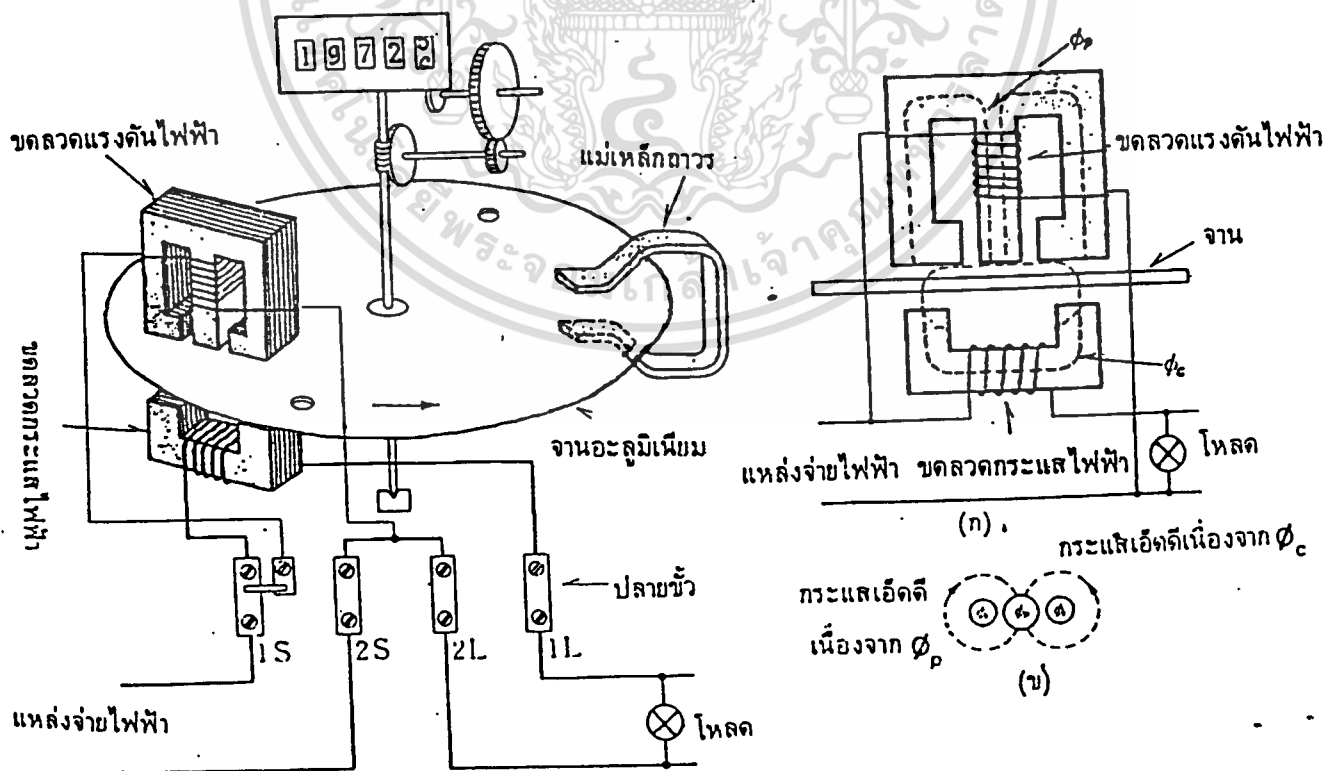 1 9 7 2
ขดลวดแรงดันไฟฟ้า
แม่เหล็กถาวร
ขดลวดกระแสไฟฟ้า
จานอะลูมิเนียม
ปลายขั้ว
1S
2S
2L
1L
แหล่งจ่ายไฟฟ้า
โหลด
φp
ขดลวดแรงดันไฟฟ้า
จาน
φc
แหล่งจ่ายไฟฟ้า ขดลวดกระแสไฟฟ้า
โหลด
(ก)
กระแสเอ็ดดีเนื่องจาก Øc
กระแสเอ็ดดี
เนื่องจาก Øp
(ข)